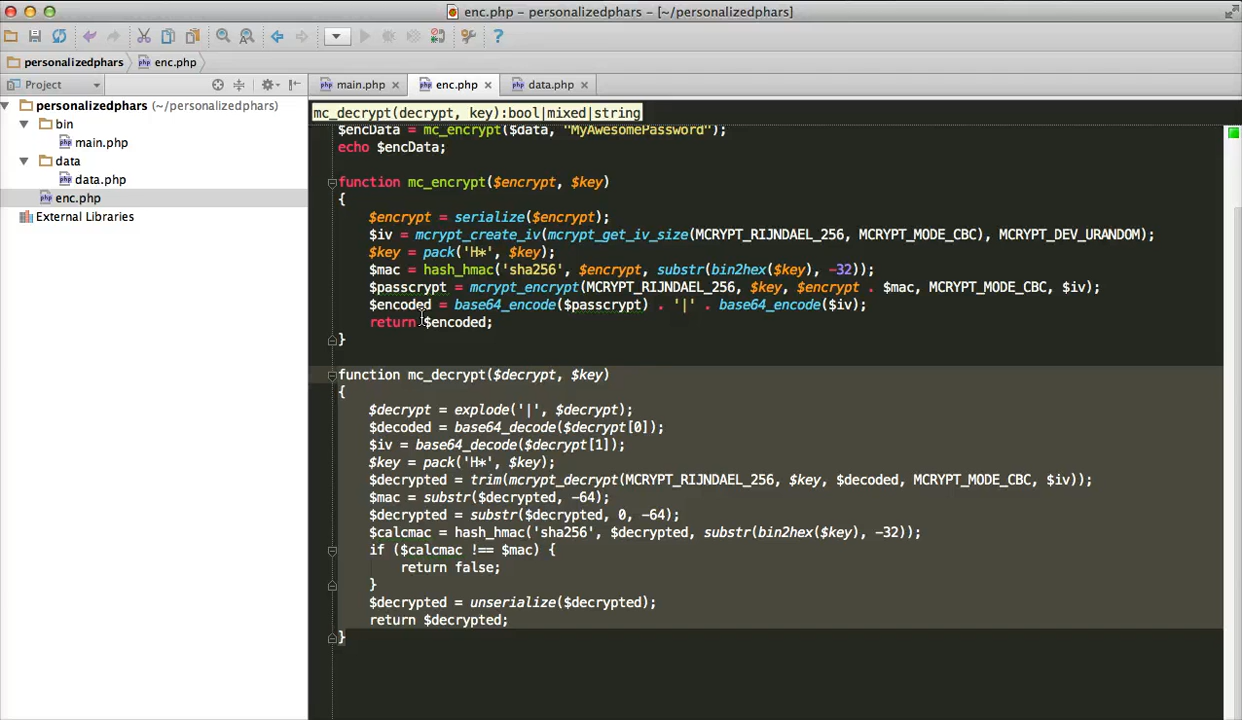 enc.php - personalizedphars - [~/personalizedphars]
personalizedphars enc.php
Project
main.php enc.php data.php
personalizedphars (~/personalizedphars)
bin
main.php
data
data.php
enc.php
External Libraries
mc_decrypt(decrypt, key):bool|mixed|string
$encData = mc_encrypt($data, "MyAwesomePassword");
echo $encData;
function mc_encrypt($encrypt, $key)
{
$encrypt = serialize($encrypt);
$iv = mcrypt_create_iv(mcrypt_get_iv_size(MCRYPT_RIJNDAEL_256, MCRYPT_MODE_CBC), MCRYPT_DEV_URANDOM);
$key = pack('H*', $key);
$mac = hash_hmac('sha256', $encrypt, substr(bin2hex($key), -32));
$passcrypt = mcrypt_encrypt(MCRYPT_RIJNDAEL_256, $key, $encrypt . $mac, MCRYPT_MODE_CBC, $iv);
$encoded = base64_encode($passcrypt) . '|' . base64_encode($iv);
return $encoded;
}
function mc_decrypt($decrypt, $key)
{
$decrypt = explode('|', $decrypt);
$decoded = base64_decode($decrypt[0]);
$iv = base64_decode($decrypt[1]);
$key = pack('H*', $key);
$decrypted = trim(mcrypt_decrypt(MCRYPT_RIJNDAEL_256, $key, $decoded, MCRYPT_MODE_CBC, $iv));
$mac = substr($decrypted, -64);
$decrypted = substr($decrypted, 0, -64);
$calcmac = hash_hmac('sha256', $decrypted, substr(bin2hex($key), -32));
if ($calcmac !== $mac) {
return false;
}
$decrypted = unserialize($decrypted);
return $decrypted;
}